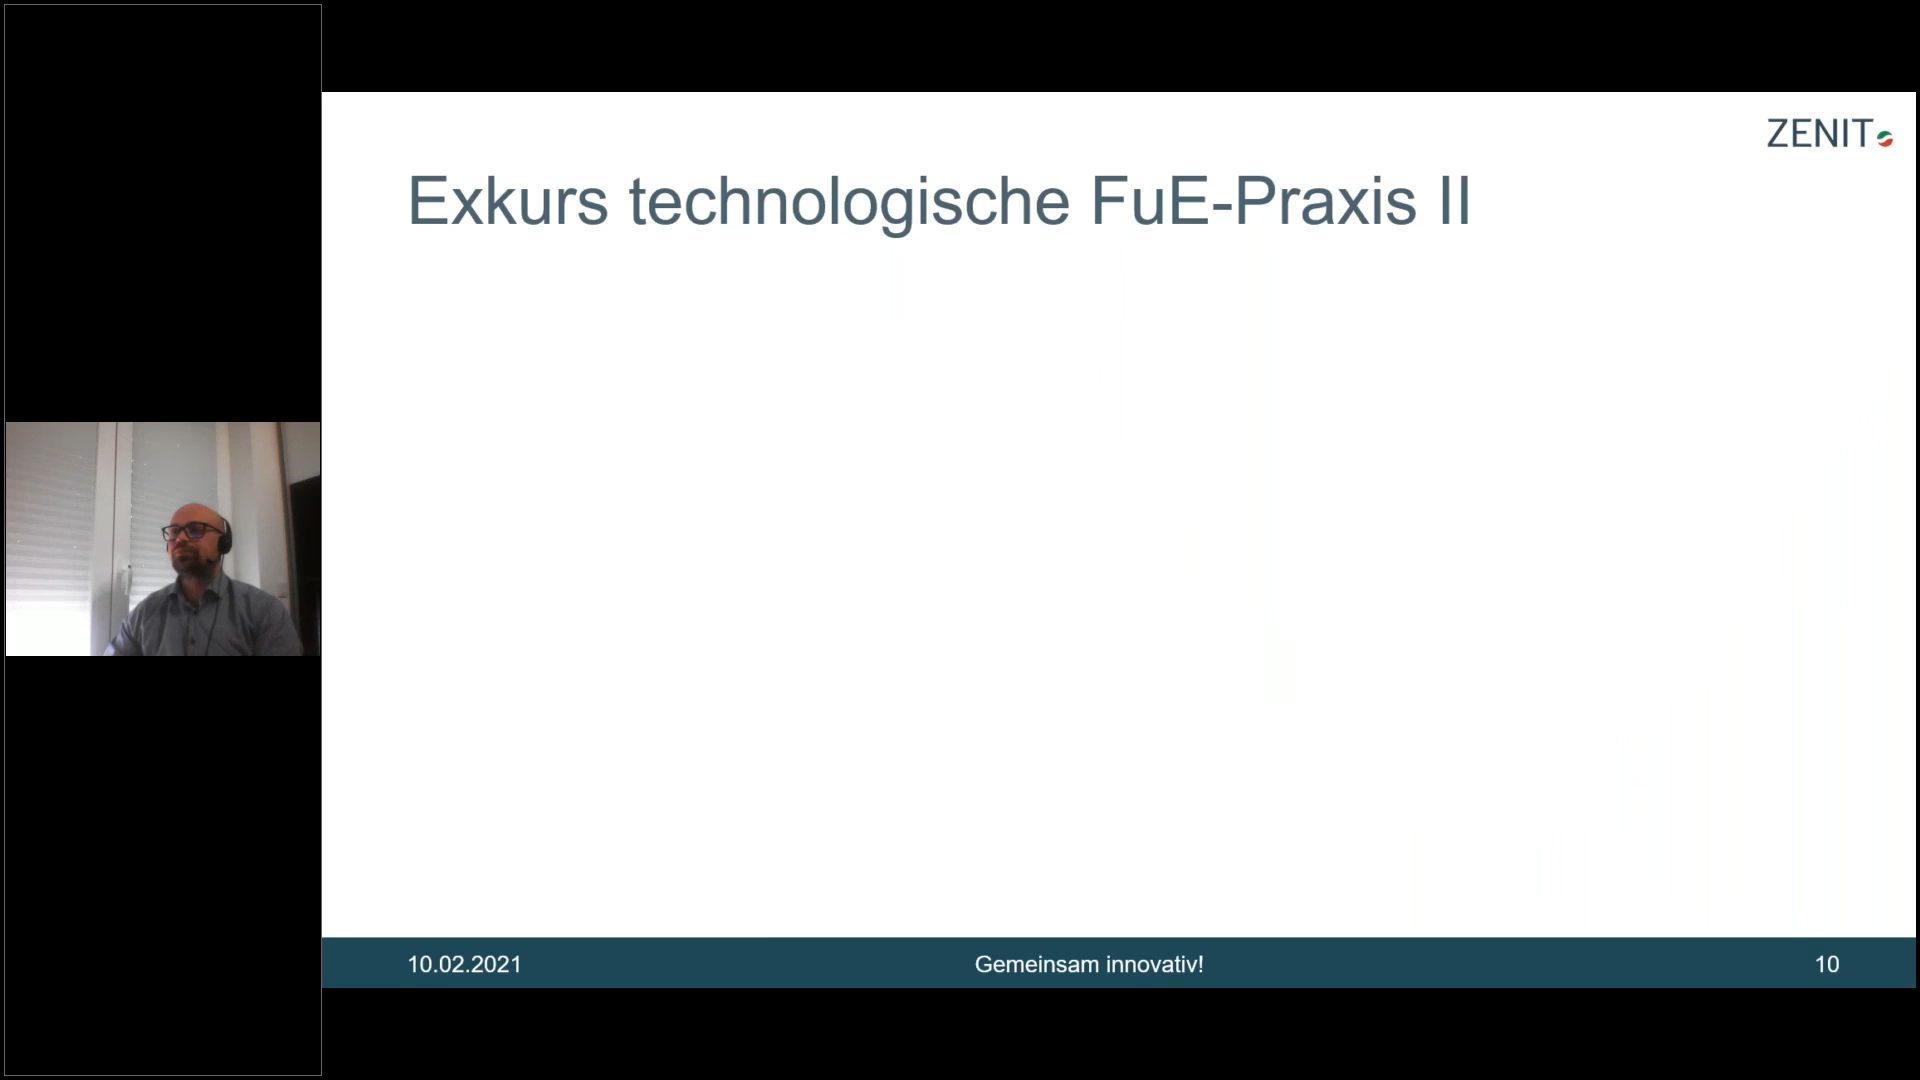 ZENIT
Exkurs technologische FuE-Praxis II
10.02.2021
Gemeinsam innovativ!
10